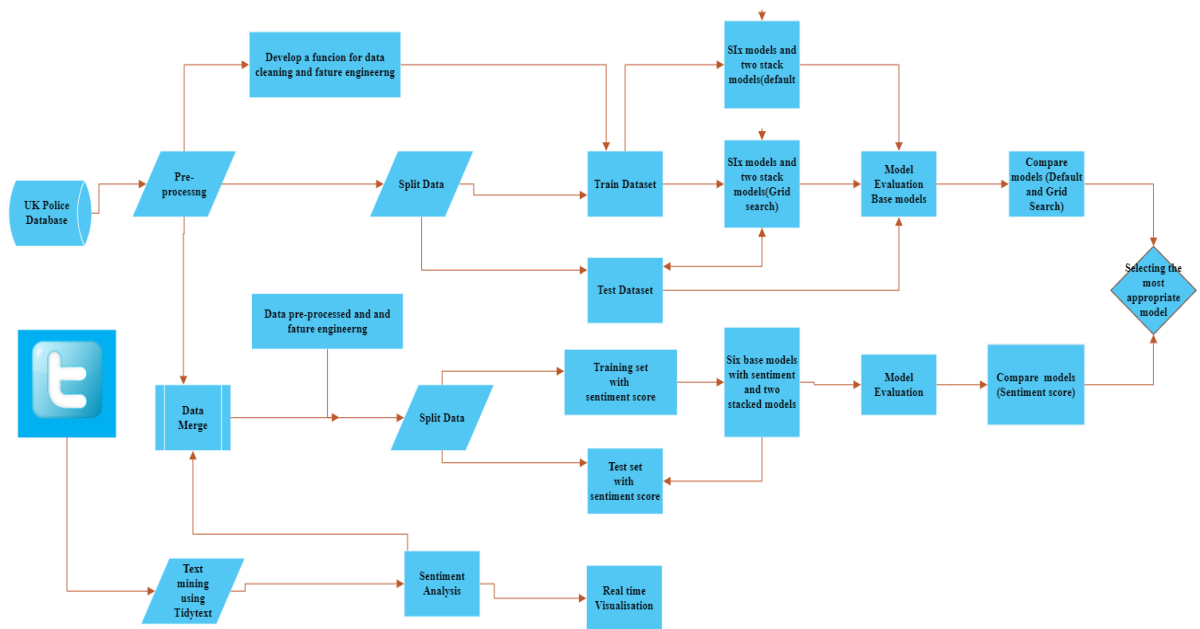 Develop a funcion for data
cleaning and fature engineerng
SIx models and
two stack
models(default
UK Police
Database
Pre-
processng
Split Data
Train Dataset
SIx models and
two stack
models(Grid
search)
Model
Evaluation
Base models
Compare
models (Default
and Grid
Search)
Test Dataset
Selecting the
most
appropriate
model
Data pre-processed and and
fature engineerng
t
Data
Merge
Split Data
Training set
with
sentiment score
Six base models
with sentiment
and two
stacked models
Model
Evaluation
Compare models
(Sentiment score)
Test set
with
sentiment score
Text
mining
using
Tidytext
Sentiment
Analysis
Real time
Visualisation